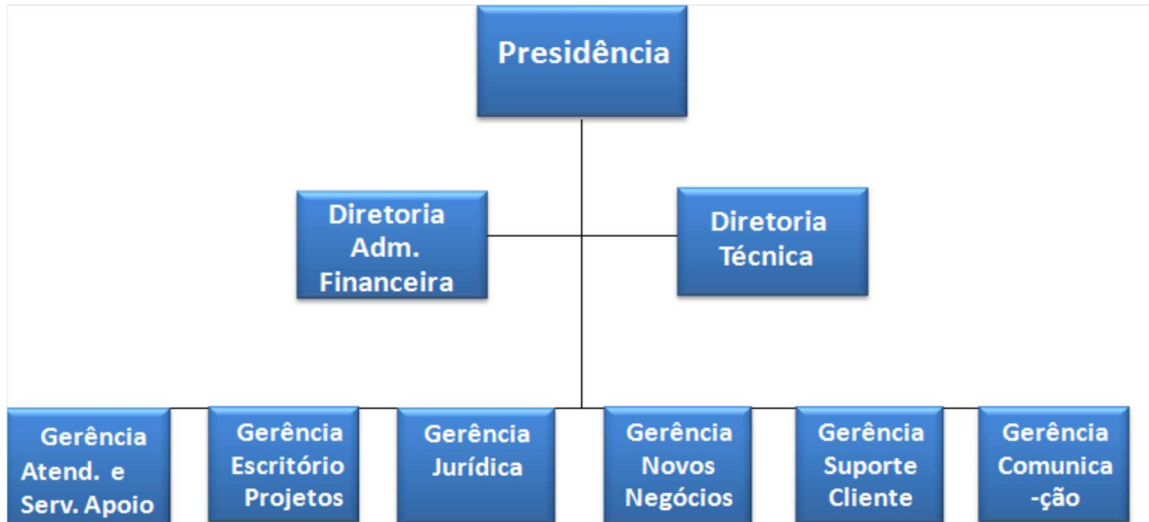 Presidência
Diretoria
Adm.
Financeira
Diretoria
Técnica
Gerência
Atend. e
Serv. Apoio
Gerência
Escritório
Projetos
Gerência
Jurídica
Gerência
Novos
Negócios
Gerência
Suporte
Cliente
Gerência
Comunica
-ção